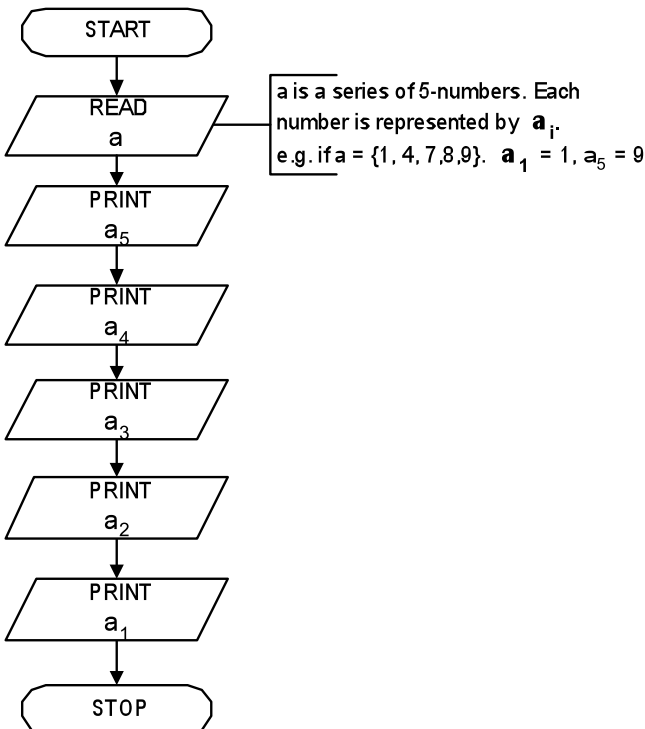 START
READ
a
a is a series of 5-numbers. Each
number is represented by a_i.
e.g. if a = {1, 4, 7,8,9}. a_1 = 1, a_5 = 9
PRINT
a_5
PRINT
a_4
PRINT
a_3
PRINT
a_2
PRINT
a_1
STOP